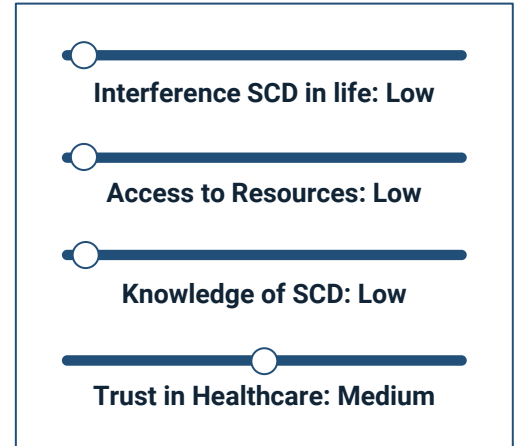 Interference SCD in life: Low
Access to Resources: Low
Knowledge of SCD: Low
Trust in Healthcare: Medium